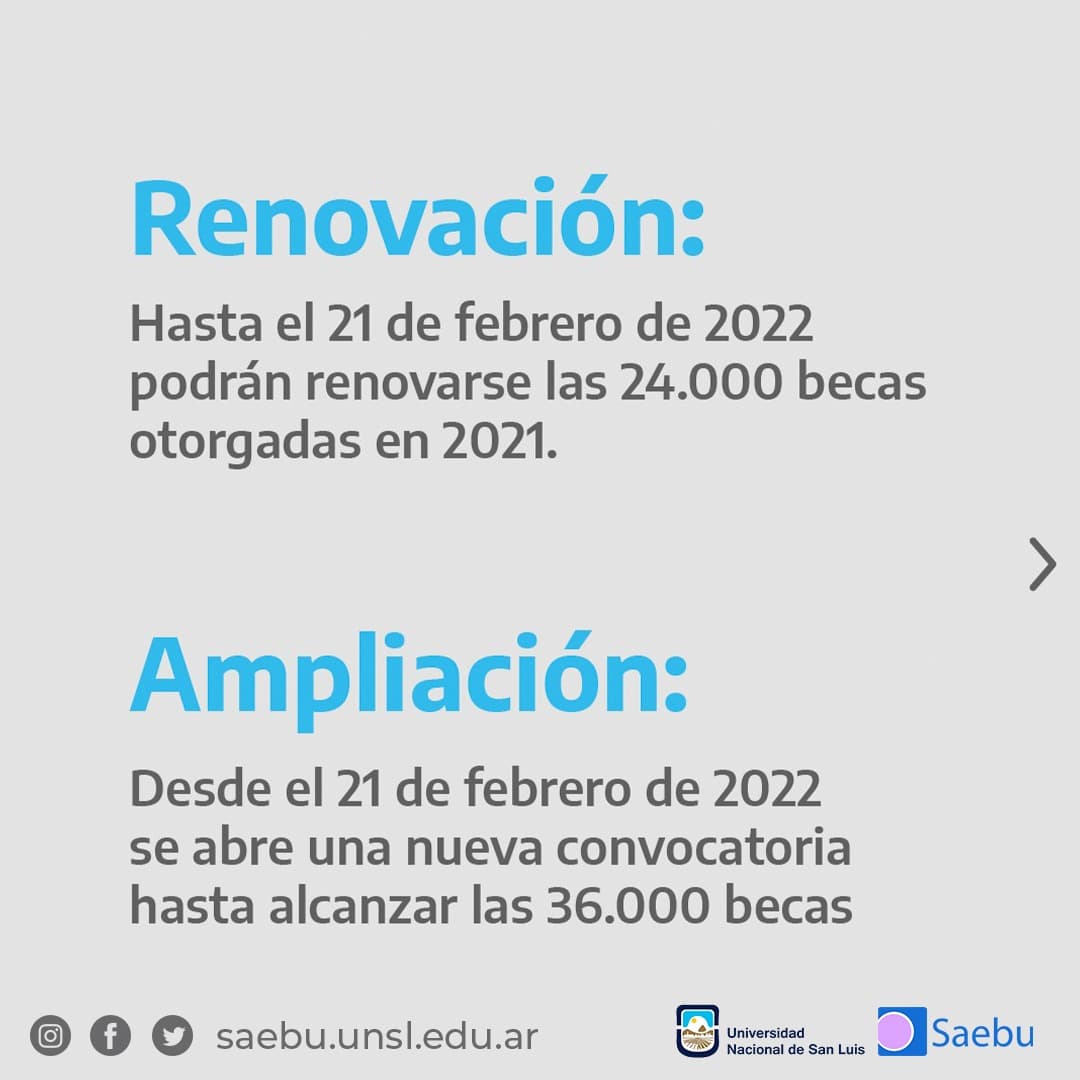 Renovación:
Hasta el 21 de febrero de 2022
podrán renovarse las 24.000 becas
otorgadas en 2021.
Ampliación:
Desde el 21 de febrero de 2022
se abre una nueva convocatoria
hasta alcanzar las 36.000 becas
saebu.unsl.edu.ar
Universidad
Nacional de San Luis
Saebu